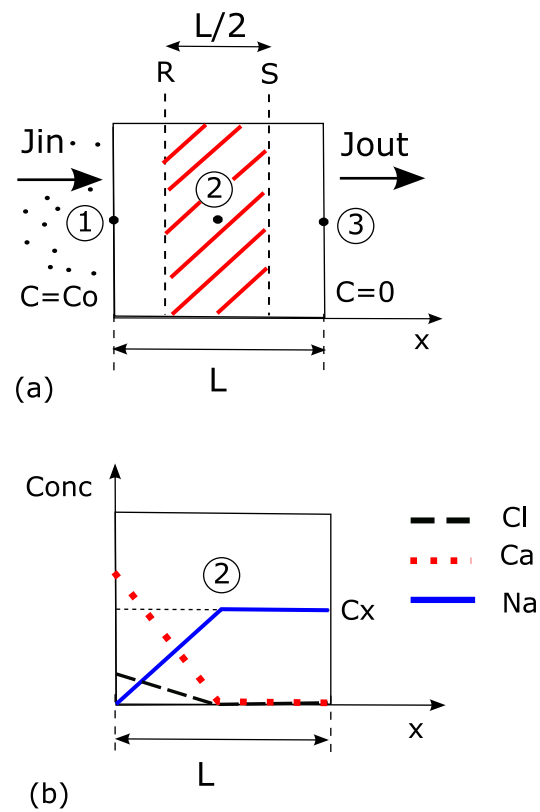 L/2
R S
Jin Jout
2
1 3
C=Co C=0
x
L
(a)
Conc
Cl
2
Ca
Cx
Na
x
L
(b)